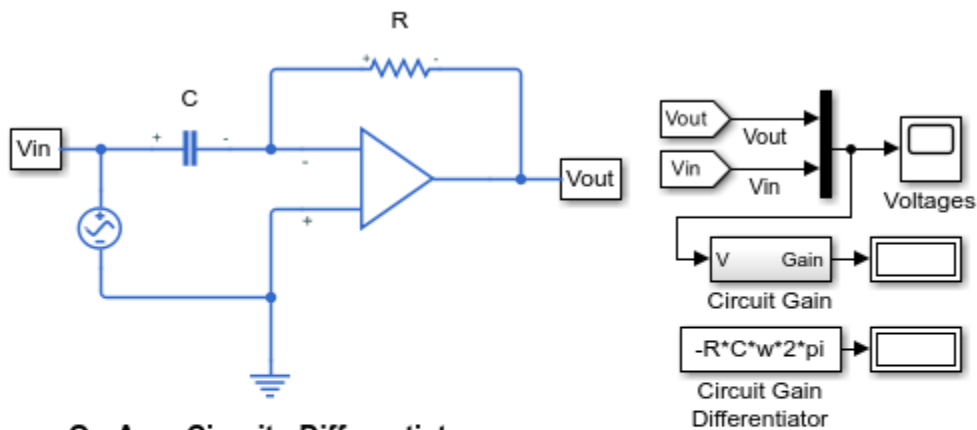 R
C
+ -
+ -
Vin
-
+
Vout
Vout
Vout
Vin
Vin
Voltages
V Gain
Circuit Gain
-R*C*w*2*pi
Circuit Gain
Differentiator